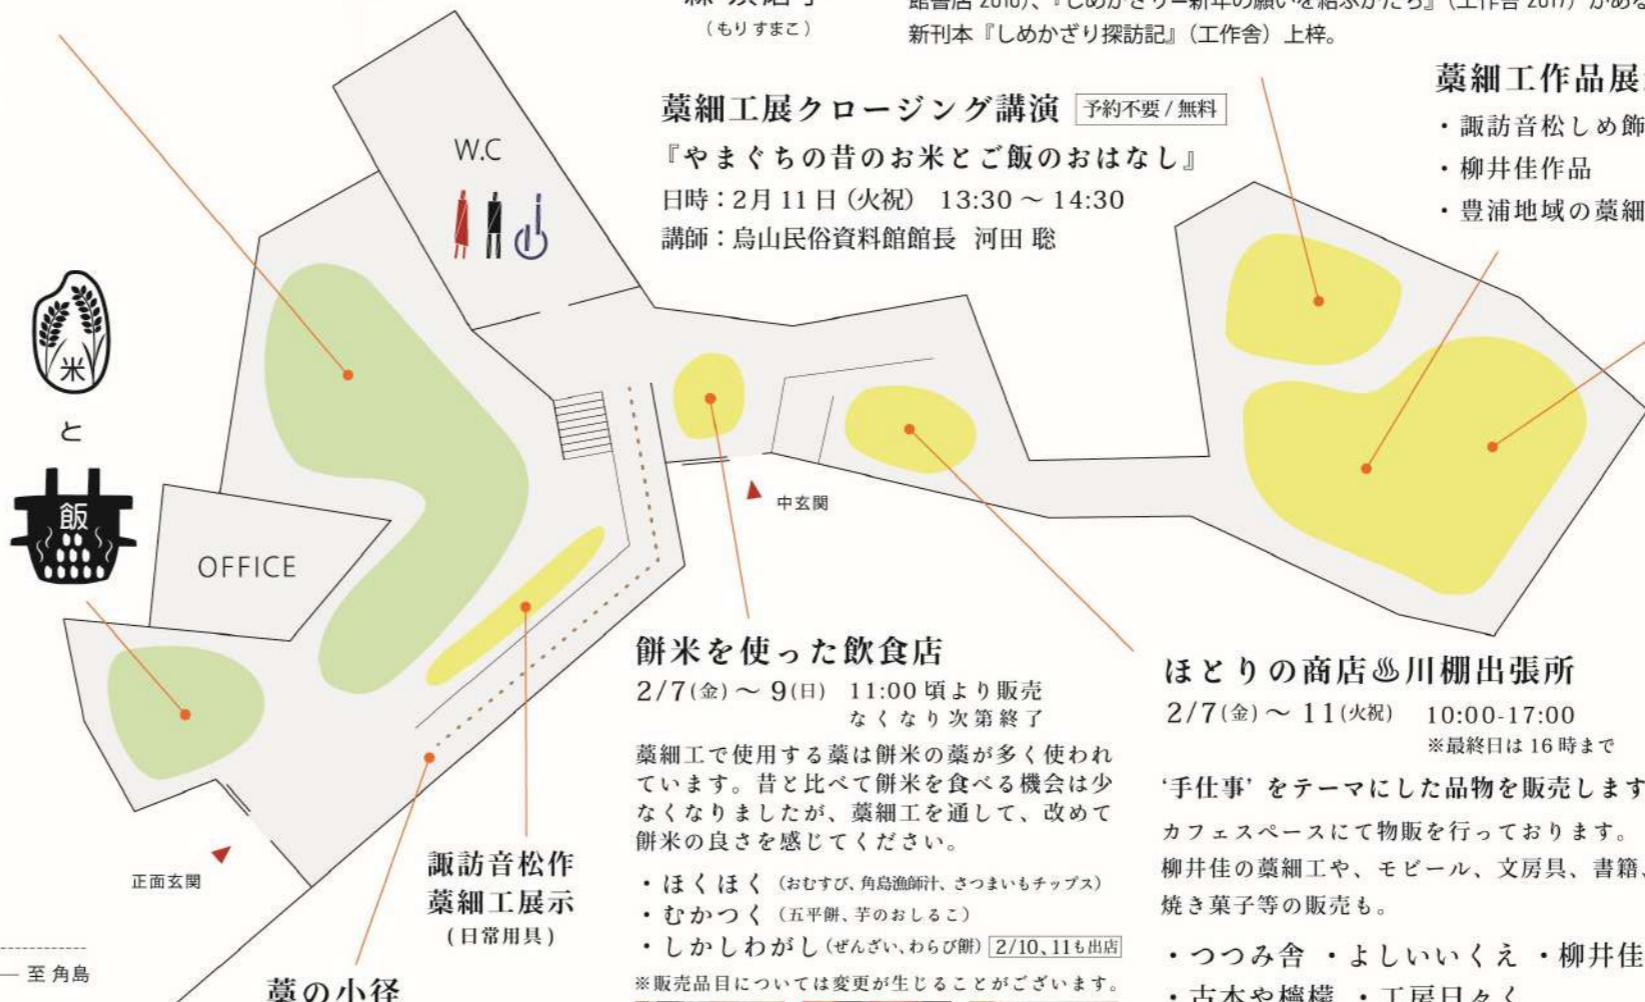 (もり すまこ)
新刊本『しめかざり探訪記』(工作舎)上梓。
藁細工展クロージング講演 予約不要 / 無料
『やまぐちの昔のお米とご飯のおはなし』
日時：2月 11 日 (火祝) 13:30 ～ 14:30
講師：烏山民俗資料館館長 河田 聡
藁細工作品展
・諏訪音松しめ飾
・柳井佳作品
・豊浦地域の藁細
W.C
米
と
飯
OFFICE
中玄関
正面玄関
至 角島
諏訪音松作
藁細工展示
(日常用具)
藁の小径
餅米を使った飲食店
2/7(金) ～ 9(日) 11:00 頃より販売
なくなり次第終了
藁細工で使用する藁は餅米の藁が多く使われ
ています。昔と比べて餅米を食べる機会は少
なくなりましたが、藁細工を通して、改めて
餅米の良さを感じてください。
・ほくほく (おむすび、角島漁師汁、さつまいもチップス)
・むかつく (五平餅、芋のおしるこ)
・しかしわがし (ぜんざい、わらび餅) 2/10、11も出店
※販売品目については変更が生じることがございます。
ほとりの商店♨川棚出張所
2/7(金) ～ 11(火祝) 10:00-17:00
※最終日は 16 時まで
‘手仕事’ をテーマにした品物を販売します
カフェスペースにて物販を行っております。
柳井佳の藁細工や、モビール、文房具、書籍、
焼き菓子等の販売も。
・つつみ舎 ・よしいいくえ ・柳井佳
・古本や檸檬 ・工房日々く